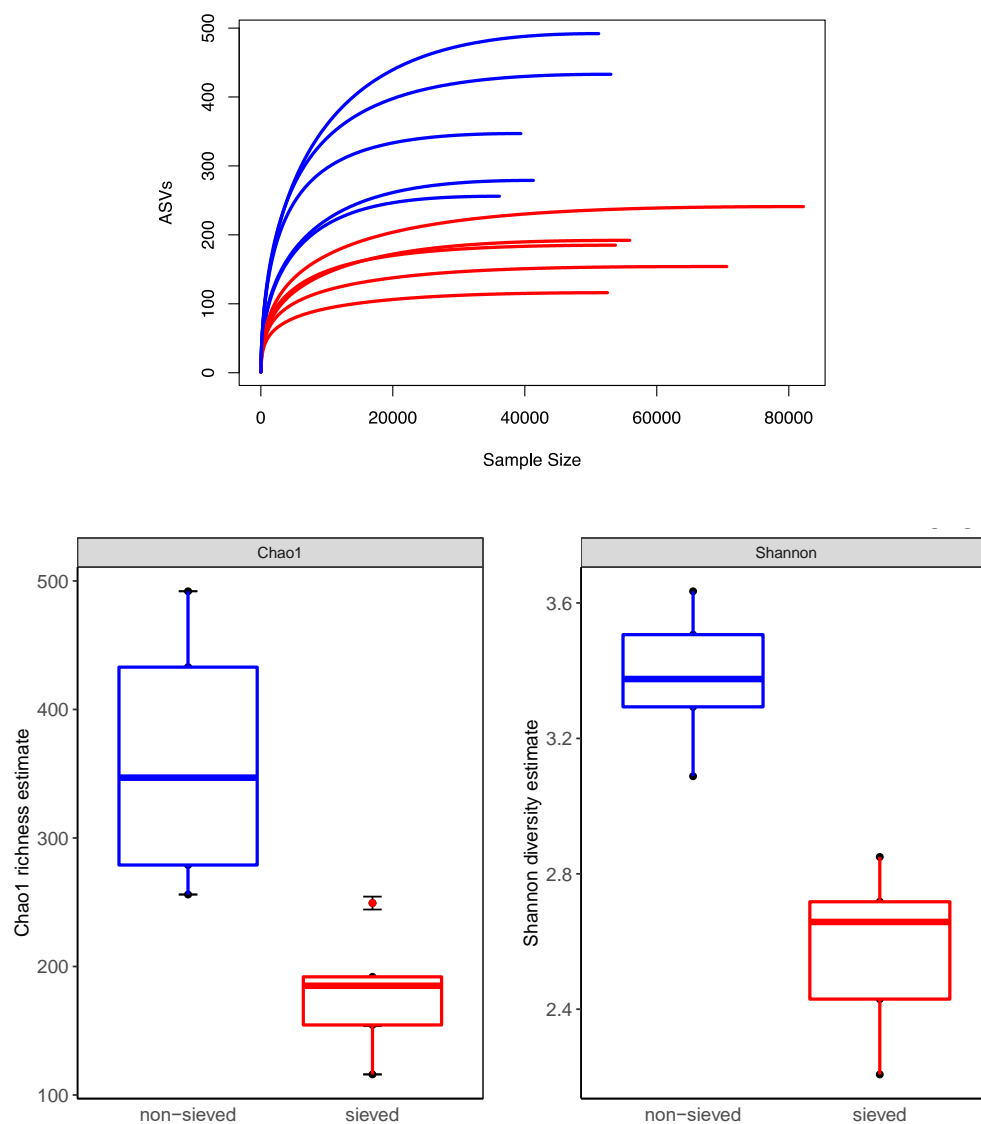 500
400
300
200
100
0
ASVs
0 20000 40000 60000 80000
Sample Size
Chao1
500
400
300
200
100
Chao1 richness estimate
non-sieved sieved
Shannon
3.6
3.2
2.8
2.4
Shannon diversity estimate
non-sieved sieved